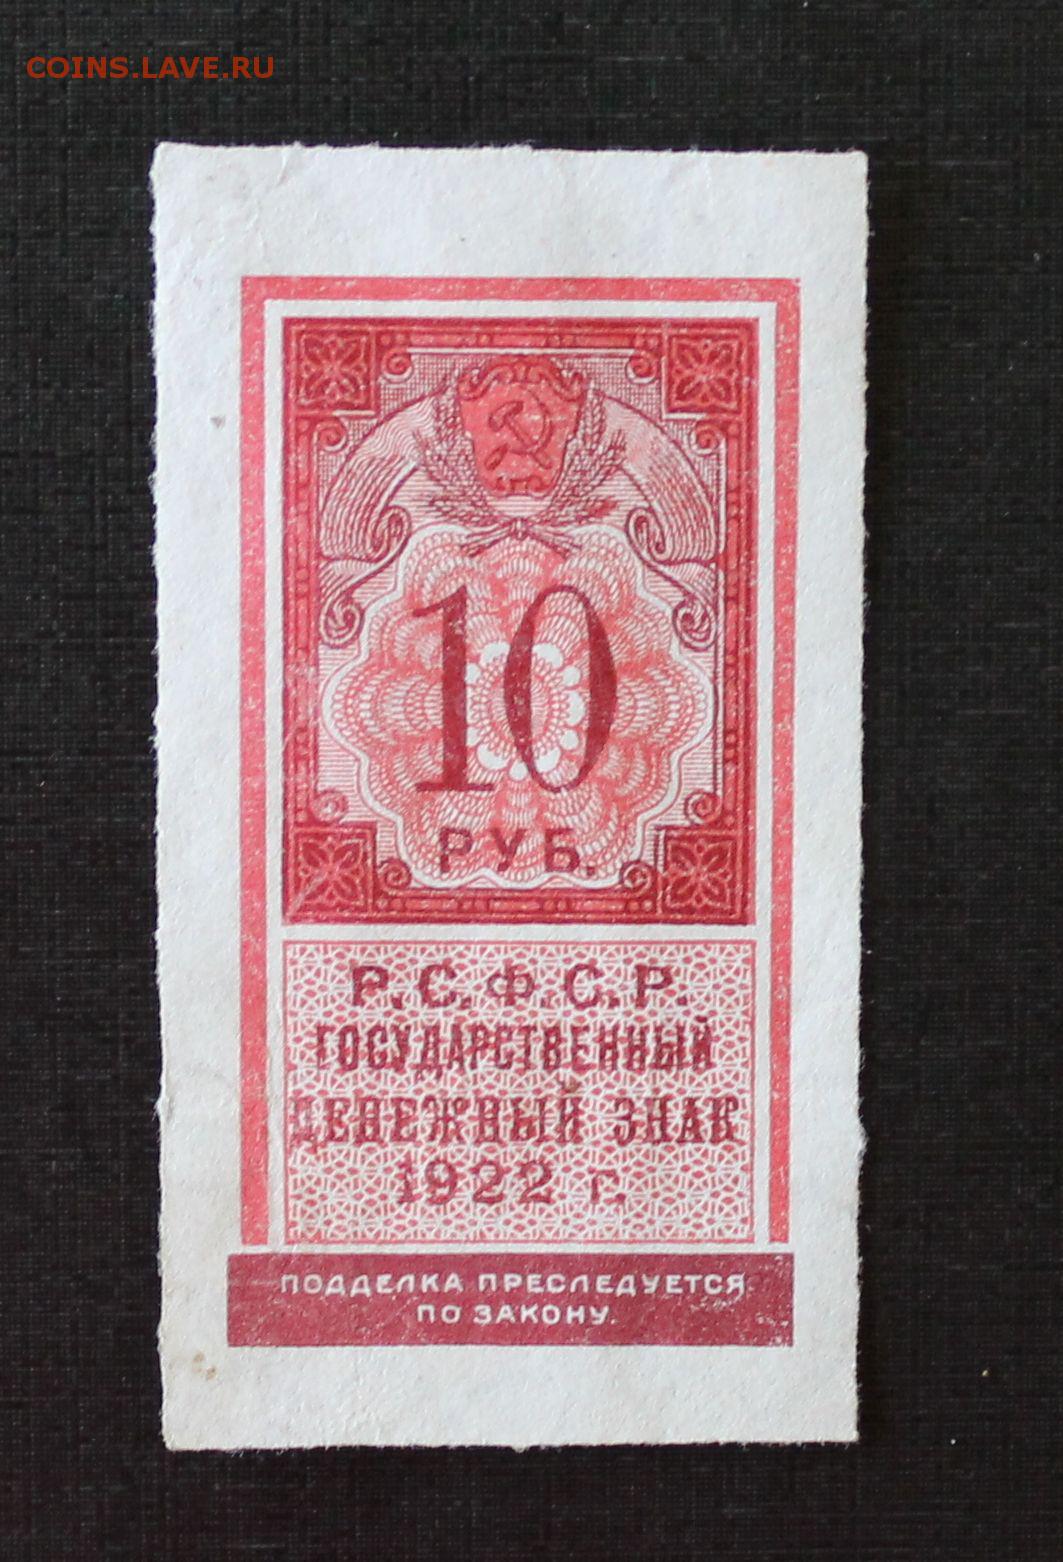 COINS.LAVE.RU
10
РУБ.
Р.С.Ф.С.Р.
ГОСУДАРСТВЕННЫЙ
ДЕНЕЖНЫЙ ЗНАК
1922 г.
ПОДДЕЛКА ПРЕСЛЕДУЕТСЯ
ПО ЗАКОНУ.